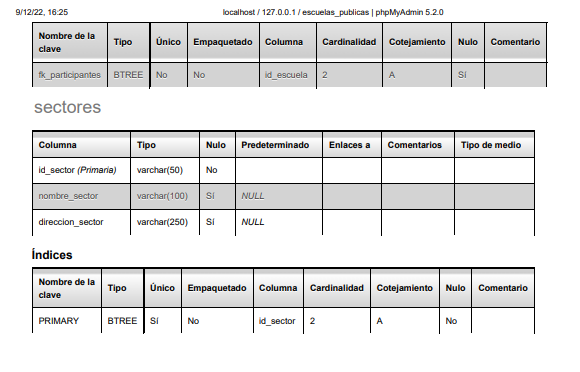 9/12/22, 16:25 localhost / 127.0.0.1 / escuelas_publicas | phpMyAdmin 5.2.0
Nombre de la clave Tipo Único Empaquetado Columna Cardinalidad Cotejamiento Nulo Comentario
fk_participantes BTREE No No id_escuela 2 A Sí
sectores
Columna Tipo Nulo Predeterminado Enlaces a Comentarios Tipo de medio
id_sector (Primaria) varchar(50) No
nombre_sector varchar(100) Sí NULL
direccion_sector varchar(250) Sí NULL
Índices
Nombre de la clave Tipo Único Empaquetado Columna Cardinalidad Cotejamiento Nulo Comentario
PRIMARY BTREE Sí No id_sector 2 A No